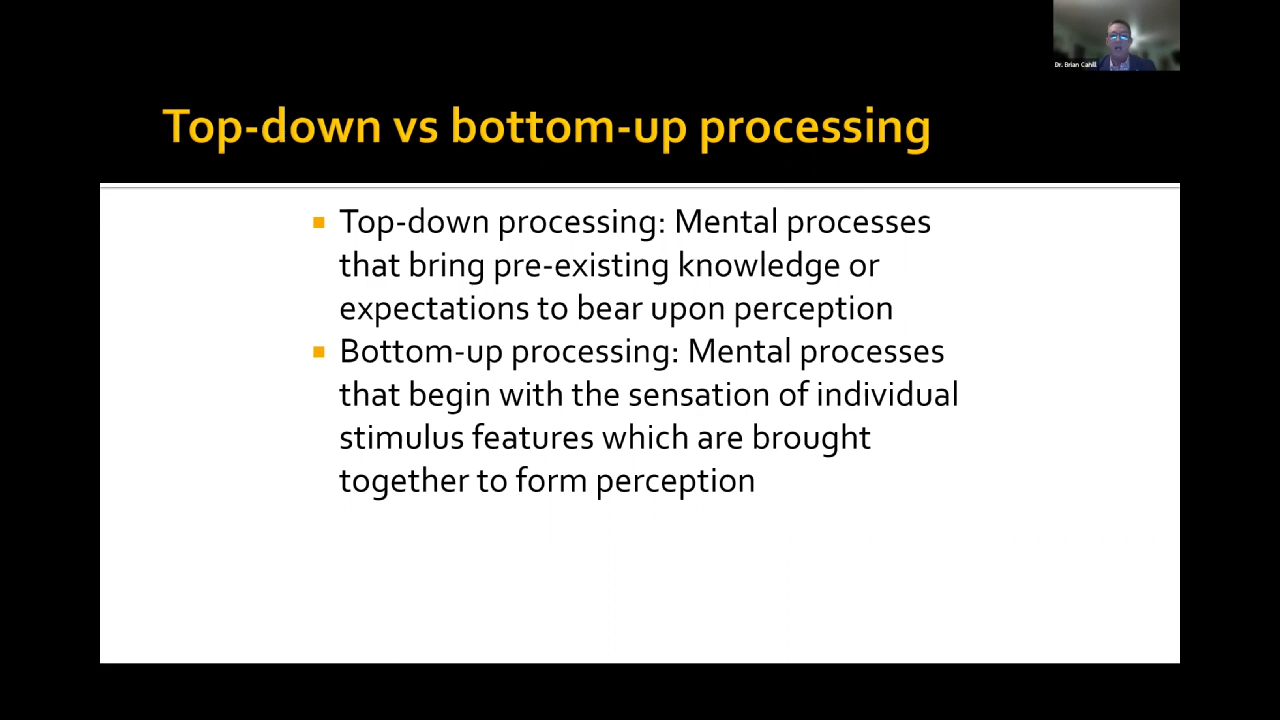 Dr. Brian Cahill
Top-down vs bottom-up processing
Top-down processing: Mental processes
that bring pre-existing knowledge or
expectations to bear upon perception
Bottom-up processing: Mental processes
that begin with the sensation of individual
stimulus features which are brought
together to form perception